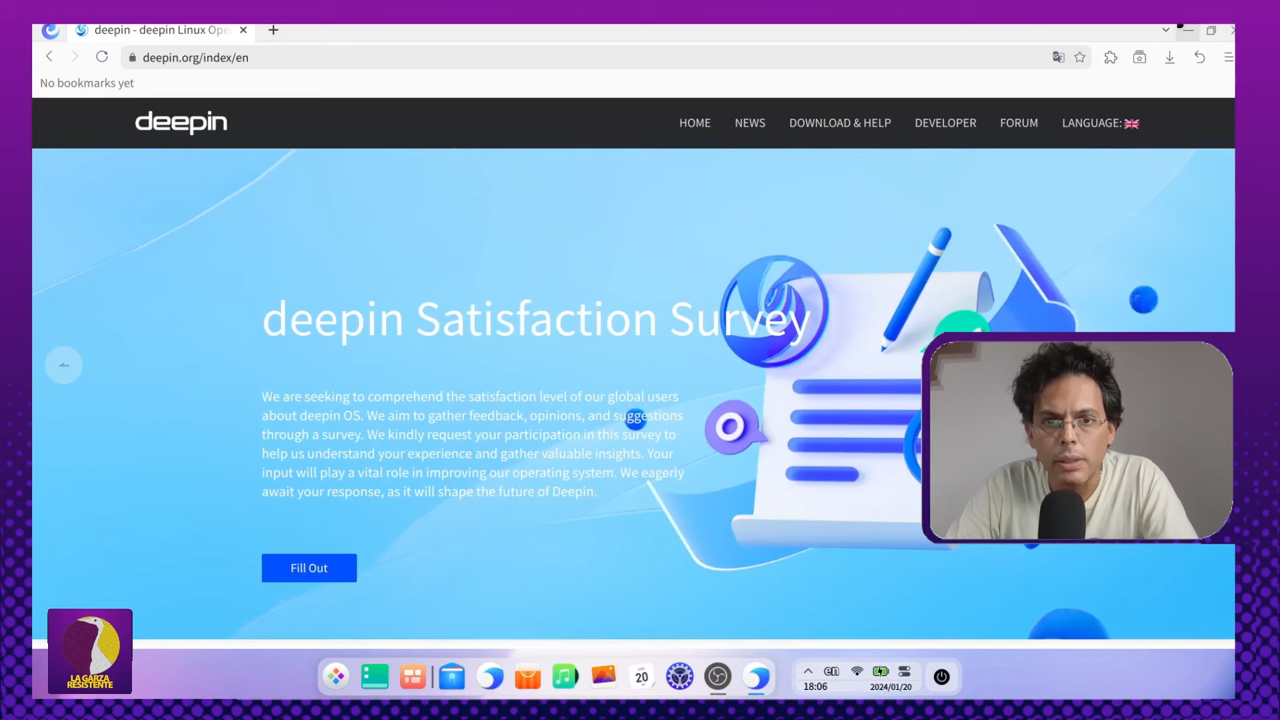 deepin - deepin Linux Ope
deepin.org/index/en
No bookmarks yet
deepin
HOME NEWS DOWNLOAD & HELP DEVELOPER FORUM LANGUAGE:
deepin Satisfaction Survey
We are seeking to comprehend the satisfaction level of our global users
about deepin OS. We aim to gather feedback, opinions, and suggestions
through a survey. We kindly request your participation in this survey to
help us understand your experience and gather valuable insights. Your
input will play a vital role in improving our operating system. We eagerly
await your response, as it will shape the future of Deepin.
Fill Out
LA GARZA
RESISTENTE
20
18:06
2024/01/20